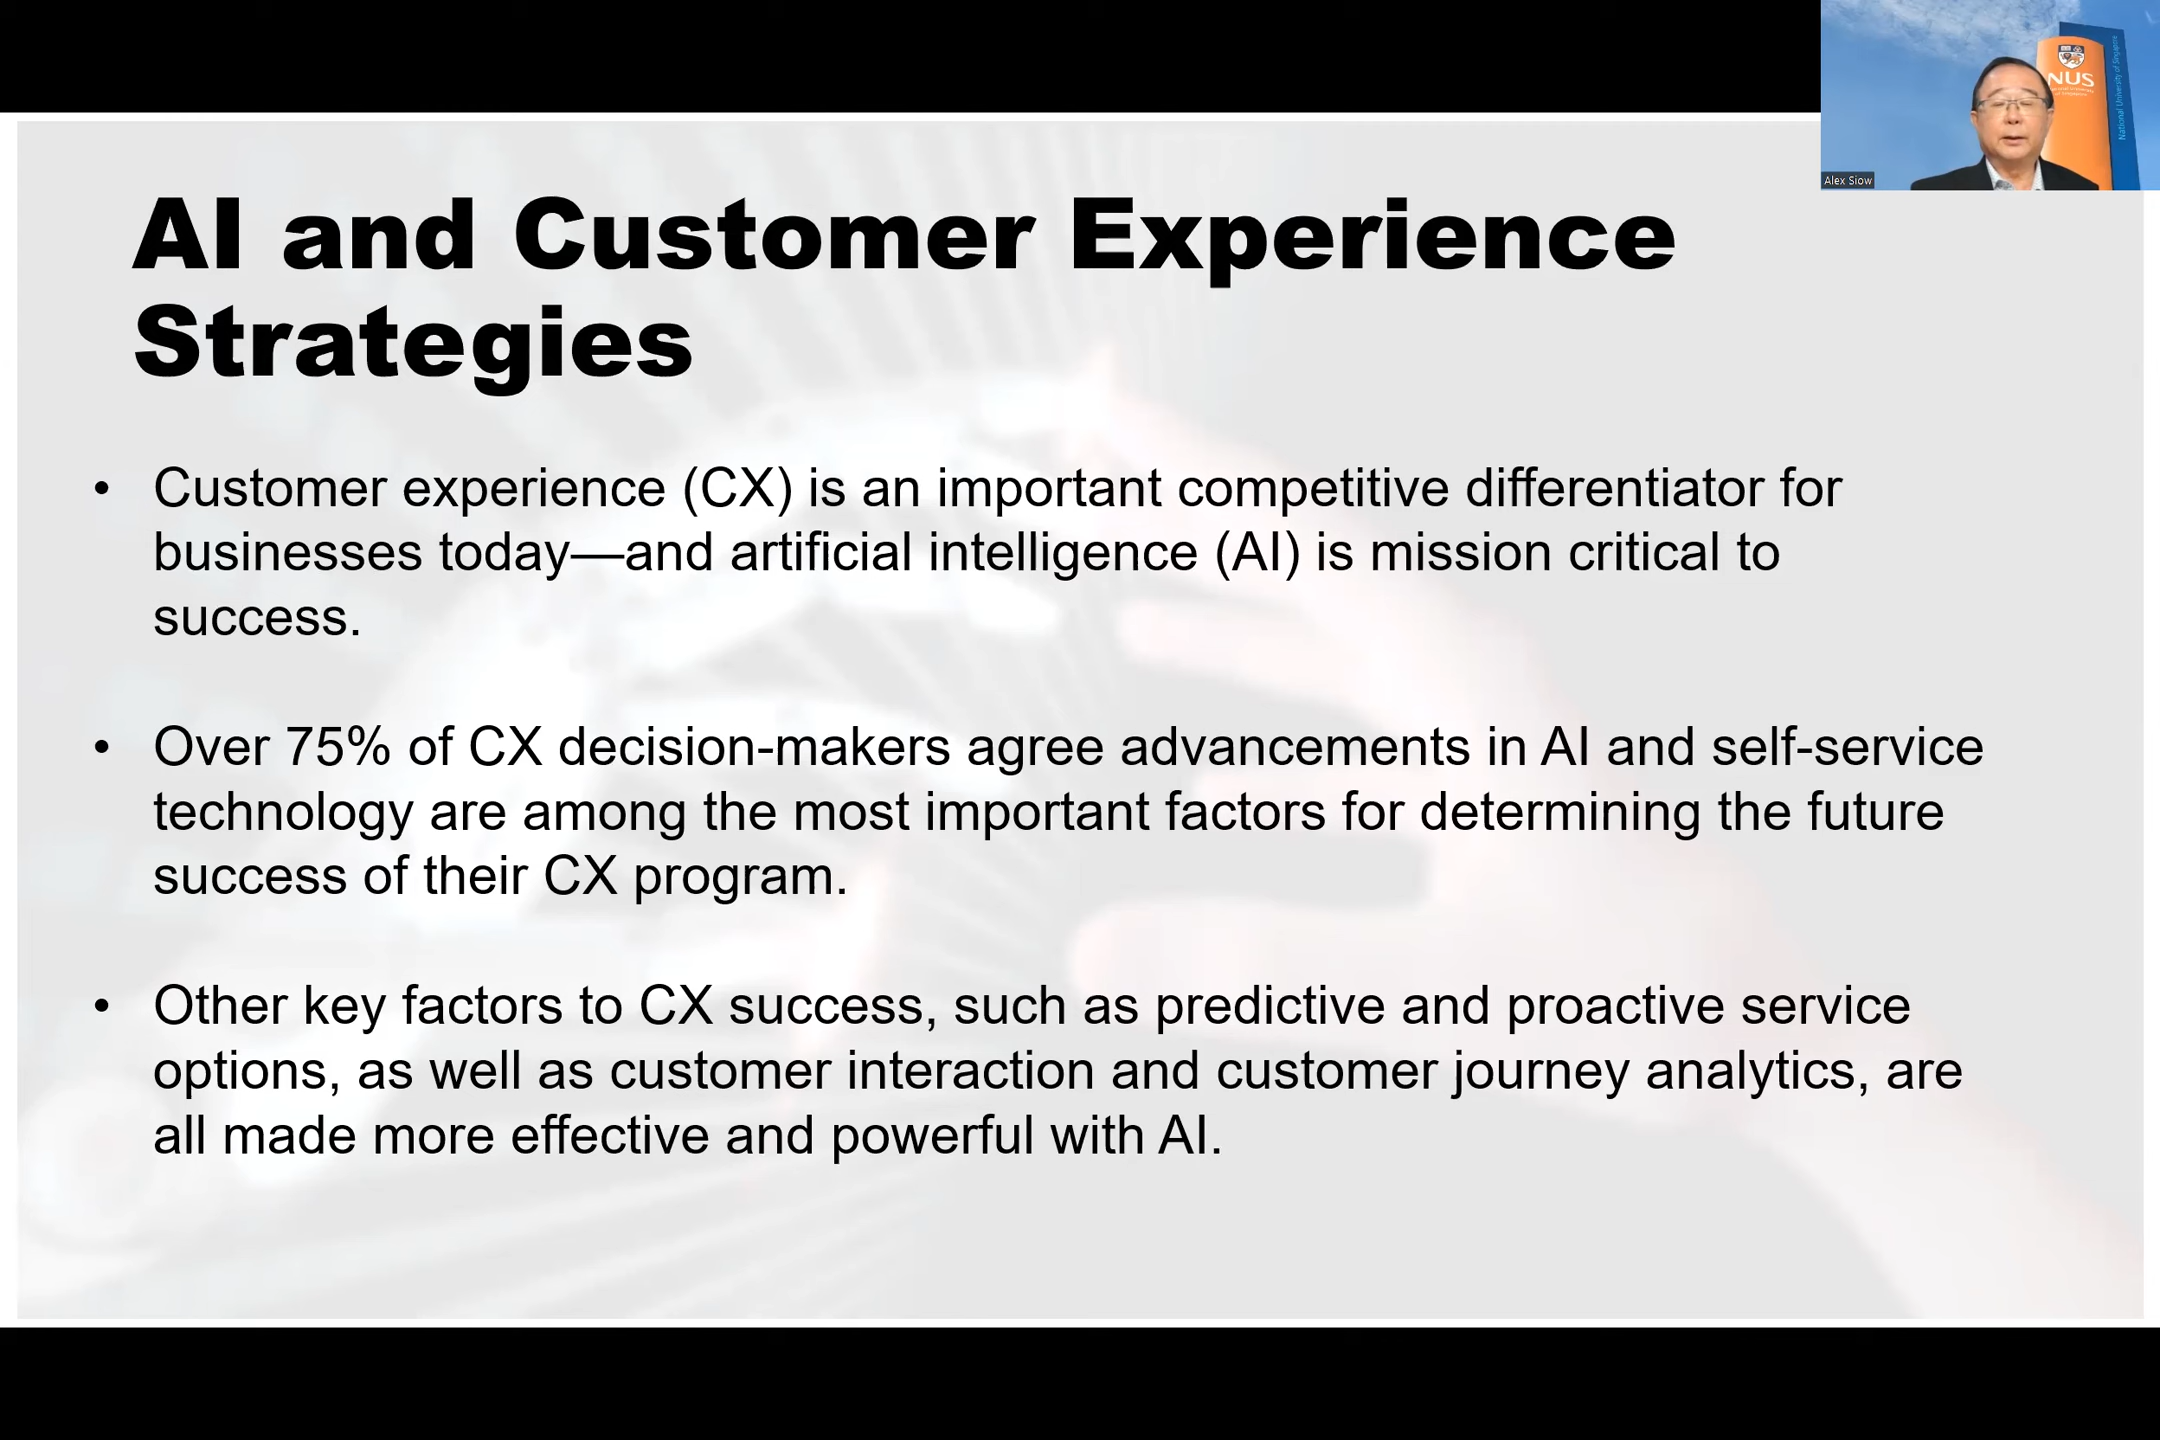 NUS
National University of Singapore
Alex Siow
AI and Customer Experience
Strategies
• Customer experience (CX) is an important competitive differentiator for
businesses today—and artificial intelligence (AI) is mission critical to
success.
• Over 75% of CX decision-makers agree advancements in AI and self-service
technology are among the most important factors for determining the future
success of their CX program.
• Other key factors to CX success, such as predictive and proactive service
options, as well as customer interaction and customer journey analytics, are
all made more effective and powerful with AI.